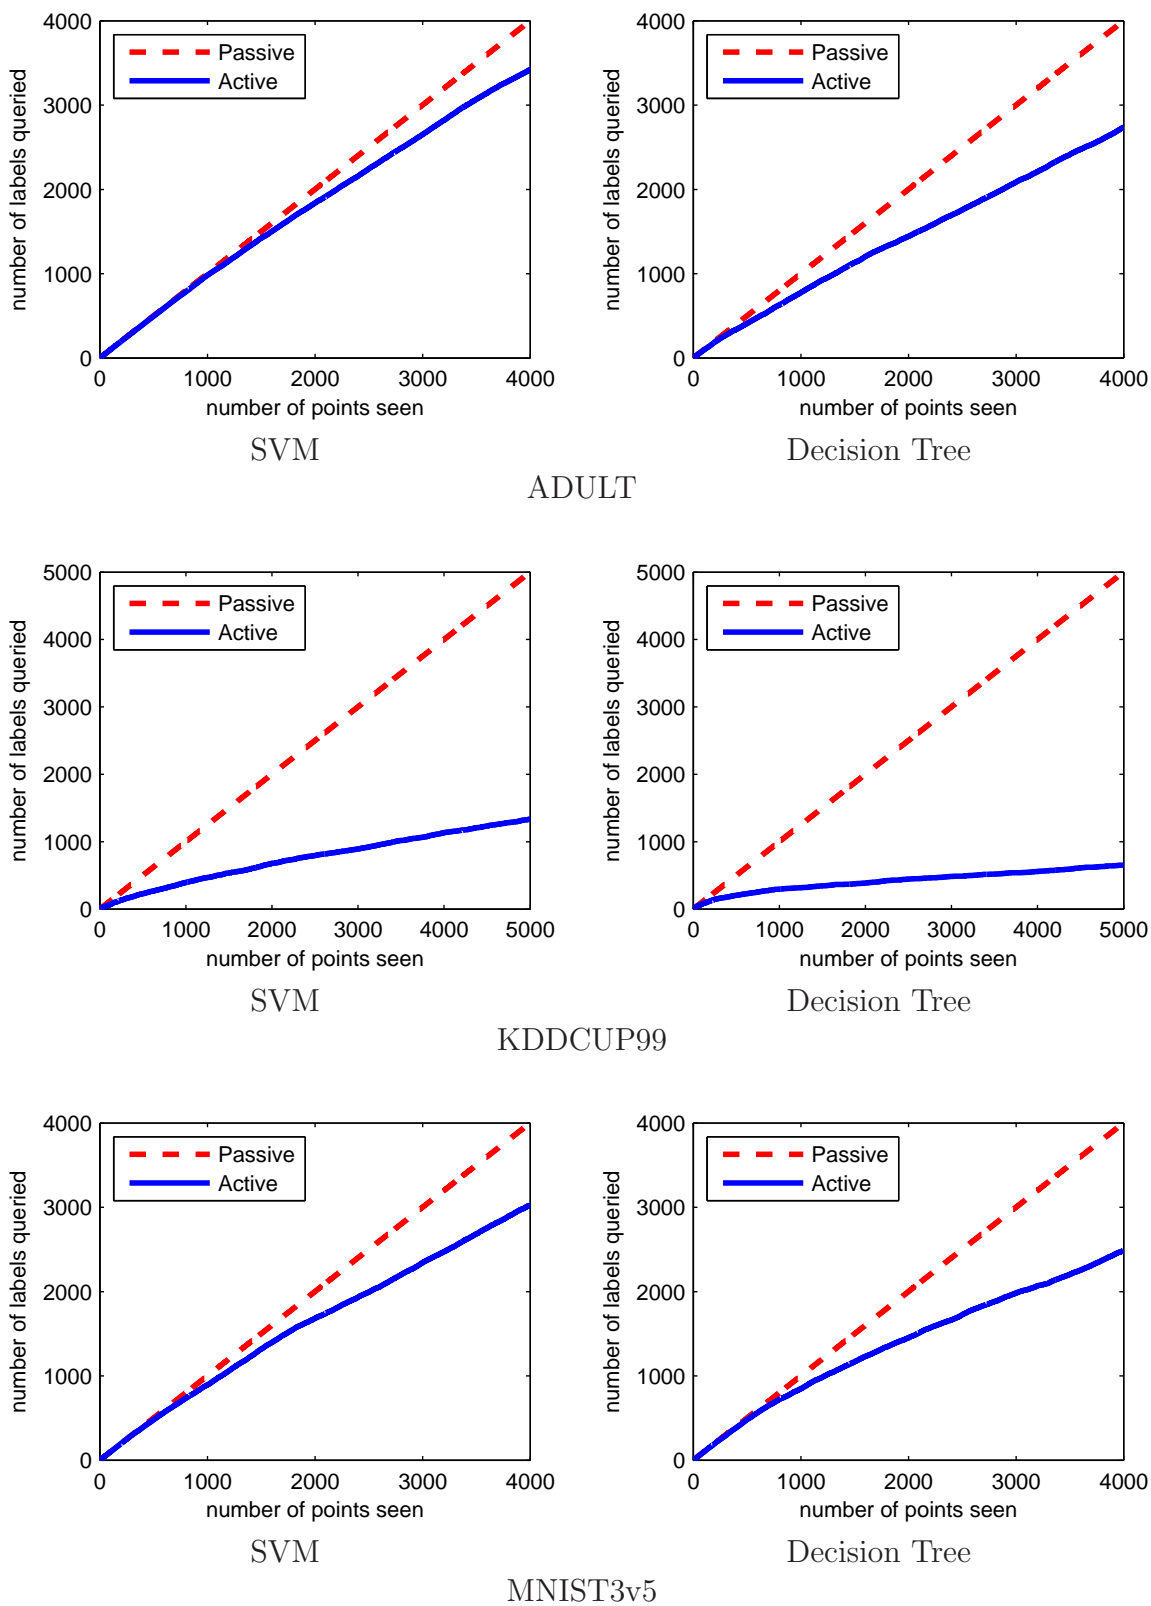 4000
3000
2000
1000
0
number of labels queried
Passive
Active
0 1000 2000 3000 4000
number of points seen
SVM
4000
3000
2000
1000
0
number of labels queried
Passive
Active
0 1000 2000 3000 4000
number of points seen
Decision Tree
ADULT
5000
4000
3000
2000
1000
0
number of labels queried
Passive
Active
0 1000 2000 3000 4000 5000
number of points seen
SVM
5000
4000
3000
2000
1000
0
number of labels queried
Passive
Active
0 1000 2000 3000 4000 5000
number of points seen
Decision Tree
KDDCUP99
4000
3000
2000
1000
0
number of labels queried
Passive
Active
0 1000 2000 3000 4000
number of points seen
SVM
4000
3000
2000
1000
0
number of labels queried
Passive
Active
0 1000 2000 3000 4000
number of points seen
Decision Tree
MNIST3v5